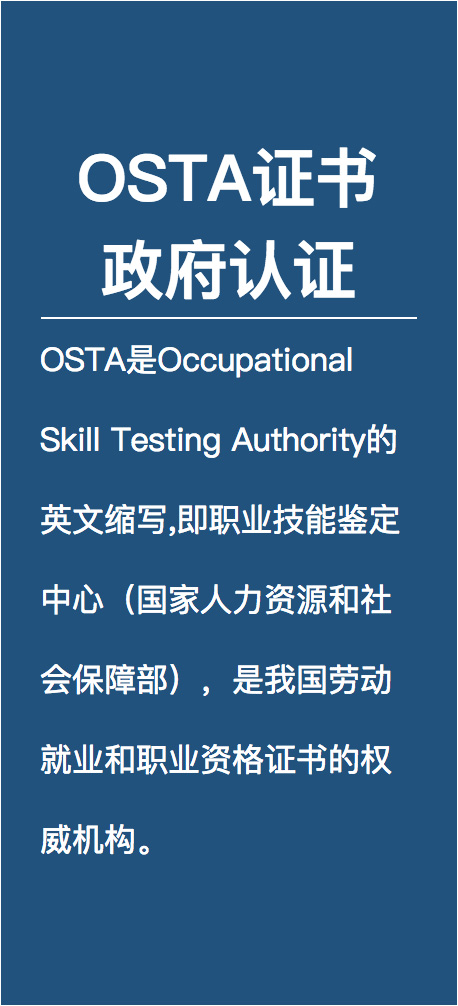 OSTA证书
政府认证
OSTA是Occupational
Skill Testing Authority的
英文缩写,即职业技能鉴定
中心（国家人力资源和社
会保障部），是我国劳动
就业和职业资格证书的权
威机构。